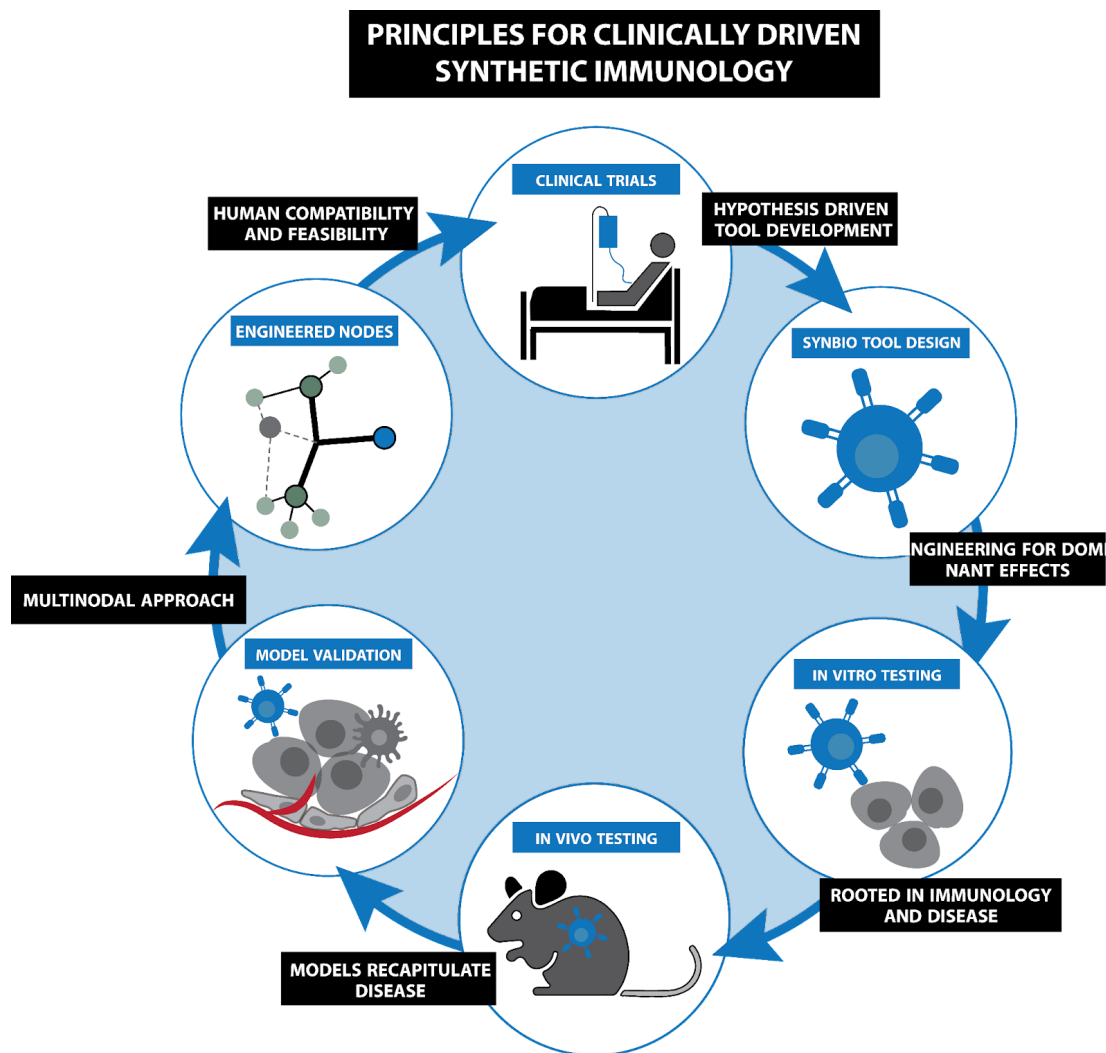 PRINCIPLES FOR CLINICALLY DRIVEN
SYNTHETIC IMMUNOLOGY
CLINICAL TRIALS
HYPOTHESIS DRIVEN
TOOL DEVELOPMENT
SYNBIO TOOL DESIGN
NGINEERING FOR DOMI
NANT EFFECTS
IN VITRO TESTING
ROOTED IN IMMUNOLOGY
AND DISEASE
IN VIVO TESTING
MODELS RECAPITULATE
DISEASE
MODEL VALIDATION
MULTINODAL APPROACH
ENGINEERED NODES
HUMAN COMPATIBILITY
AND FEASIBILITY